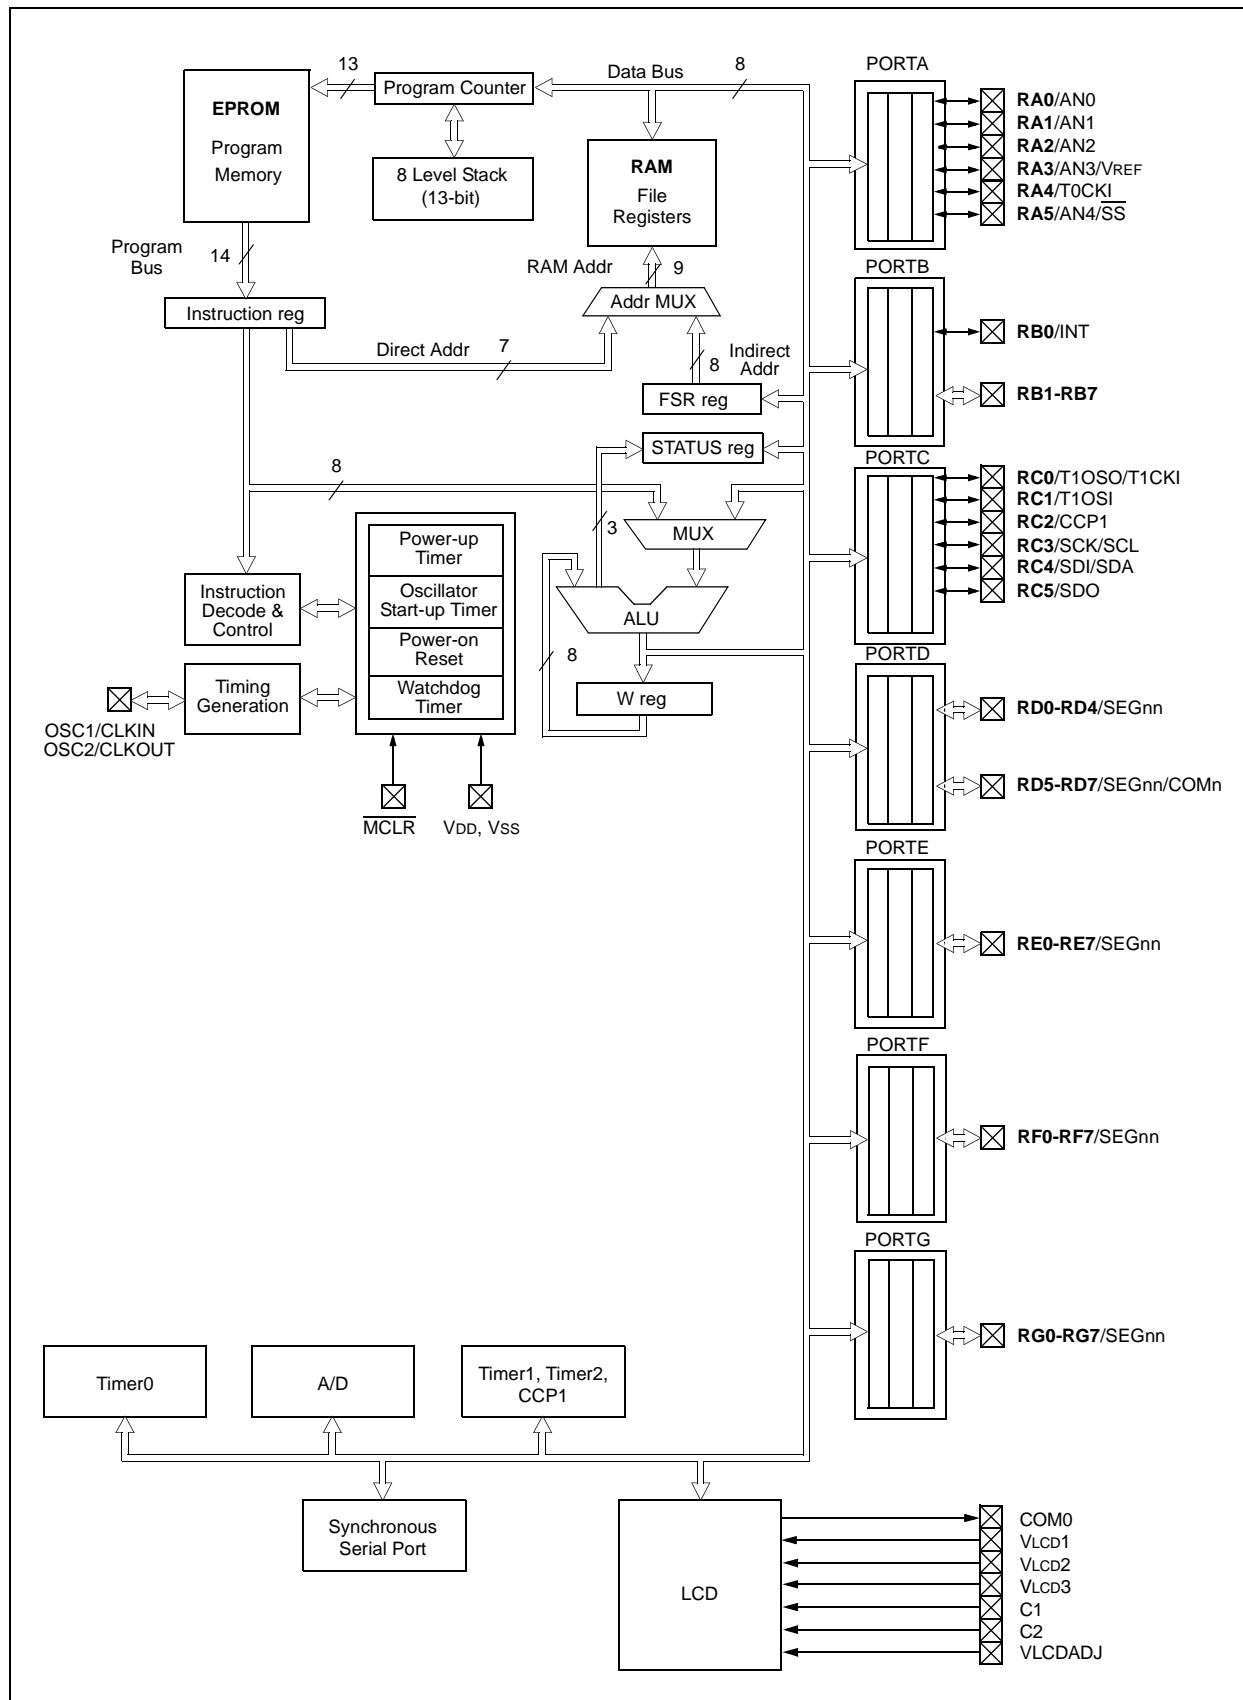 13
Data Bus
8
PORTA
EPROM
Program
Memory
Program Counter
8 Level Stack
(13-bit)
RAM
File
Registers
RA0/AN0
RA1/AN1
RA2/AN2
RA3/AN3/VREF
RA4/T0CKI
RA5/AN4/SS
Program
Bus
14
RAM Addr
9
PORTB
Instruction reg
Addr MUX
RB0/INT
Direct Addr
7
8
Indirect
Addr
FSR reg
RB1-RB7
STATUS reg
PORTC
8
3
MUX
RC0/T1OSO/T1CKI
RC1/T1OSI
RC2/CCP1
RC3/SCK/SCL
RC4/SDI/SDA
RC5/SDO
Power-up
Timer
Instruction
Decode &
Control
Oscillator
Start-up Timer
ALU
Power-on
Reset
8
PORTD
Timing
Generation
Watchdog
Timer
W reg
RD0-RD4/SEGnn
OSC1/CLKIN
OSC2/CLKOUT
RD5-RD7/SEGnn/COMn
MCLR
VDD, VSS
PORTE
RE0-RE7/SEGnn
PORTF
RF0-RF7/SEGnn
PORTG
RG0-RG7/SEGnn
Timer0
A/D
Timer1, Timer2,
CCP1
Synchronous
Serial Port
LCD
COM0
VLCD1
VLCD2
VLCD3
C1
C2
VLCDADJ